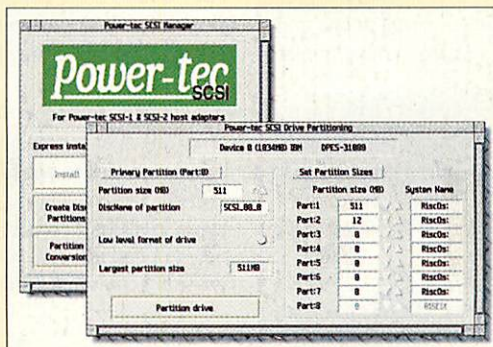 Power-tec SCSI Manager
Power-tec
SCSI
For Power-tec SCSI-1 & SCSI-2 host adapters
Express insta
Install
Create Disc
Partitions
Partition
Conversion
Power-tec SCSI Drive Partitioning
Device 0 (1034MB) IBM DPES-31080
Primary Partition (Part:0)
Partition size (MB) 511
DiscName of partition SCSI_00_0
Low level format of drive
Largest partition size 511MB
Partition drive
Set Partition Sizes
Partition size (MB) System Name
Part:1 511 RiscOs:
Part:2 12 RiscOs:
Part:3 0 RiscOs:
Part:4 0 RiscOs:
Part:5 0 RiscOs:
Part:6 0 RiscOs:
Part:7 0 RiscOs:
Part:8 0